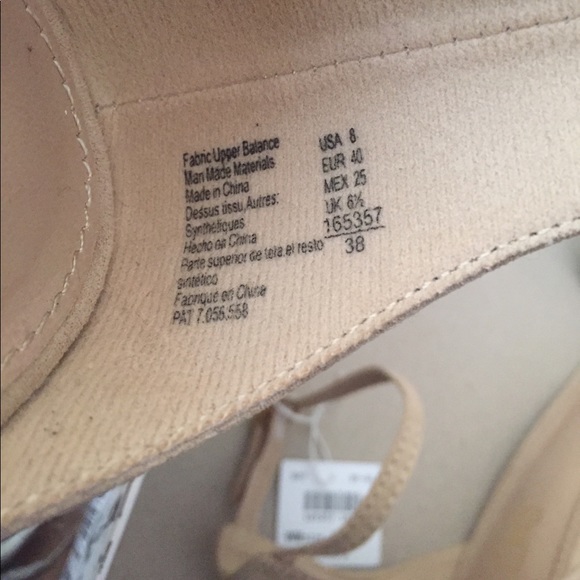 Fabric Upper Balance
Man Made Materials
Made in China
Dessus tissu,Autres:
Synthétiques
Hecho en China
Parte superior de tela,el resto
sintético
Fabriqué en China
PAT 7.056.558
USA 8
EUR 40
MEX 25
UK 6½
165357
38